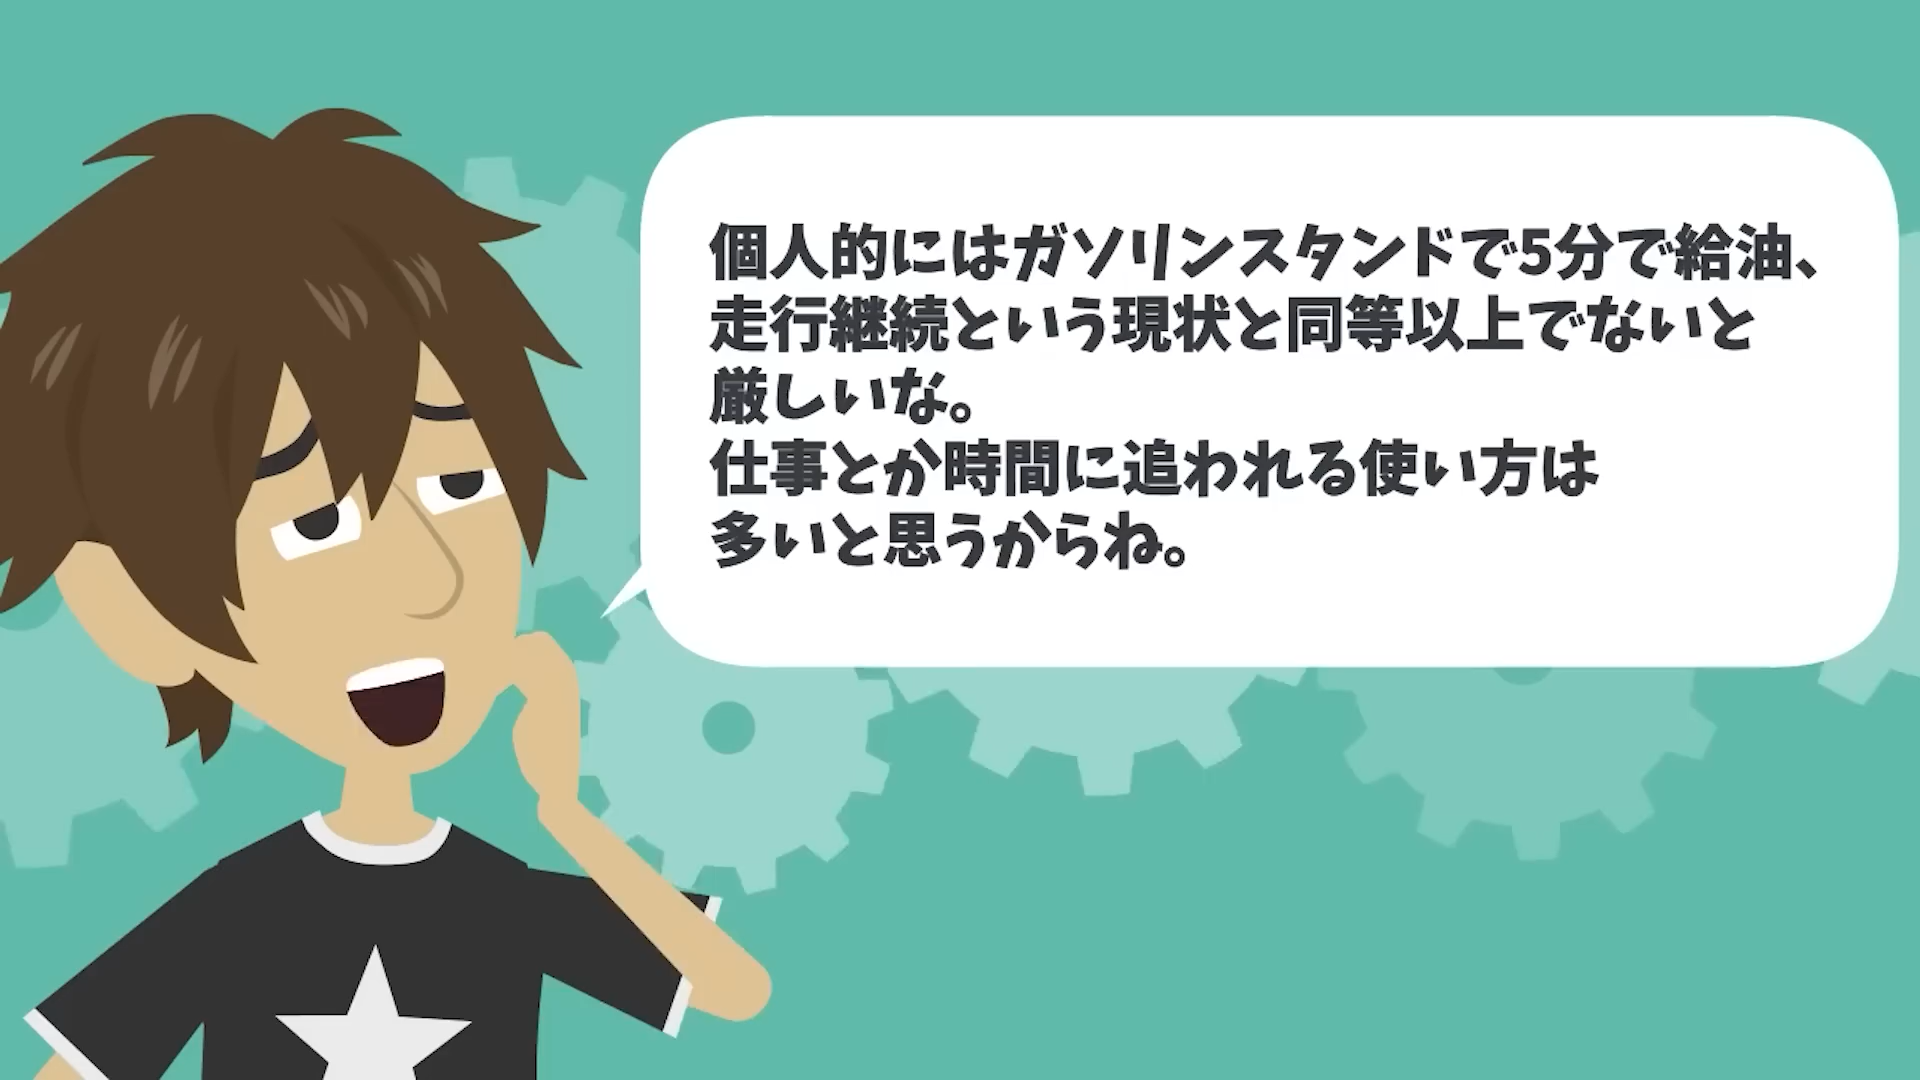 個人的にはガソリンスタンドで5分で給油、
走行継続という現状と同等以上でないと
厳しいな。
仕事とか時間に追われる使い方は
多いと思うからね。